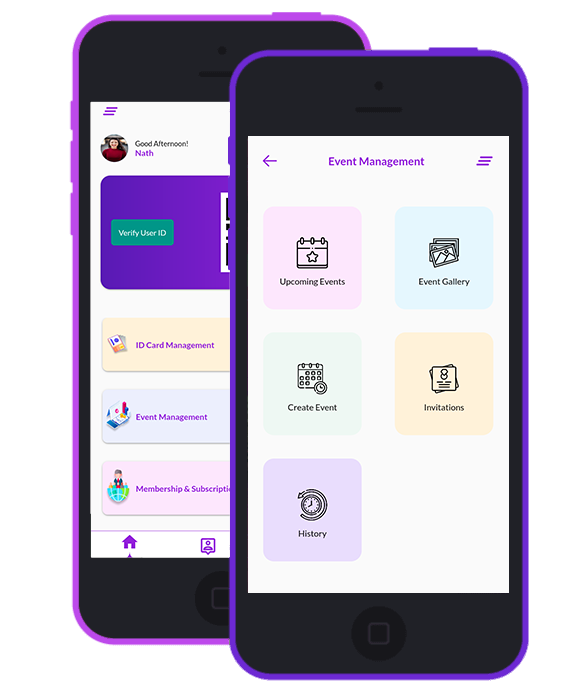 Good Afternoon!
Nath
Verify User ID
ID Card Management
Event Management
Membership & Subscripti
Event Management
Upcoming Events
Event Gallery
Create Event
Invitations
History